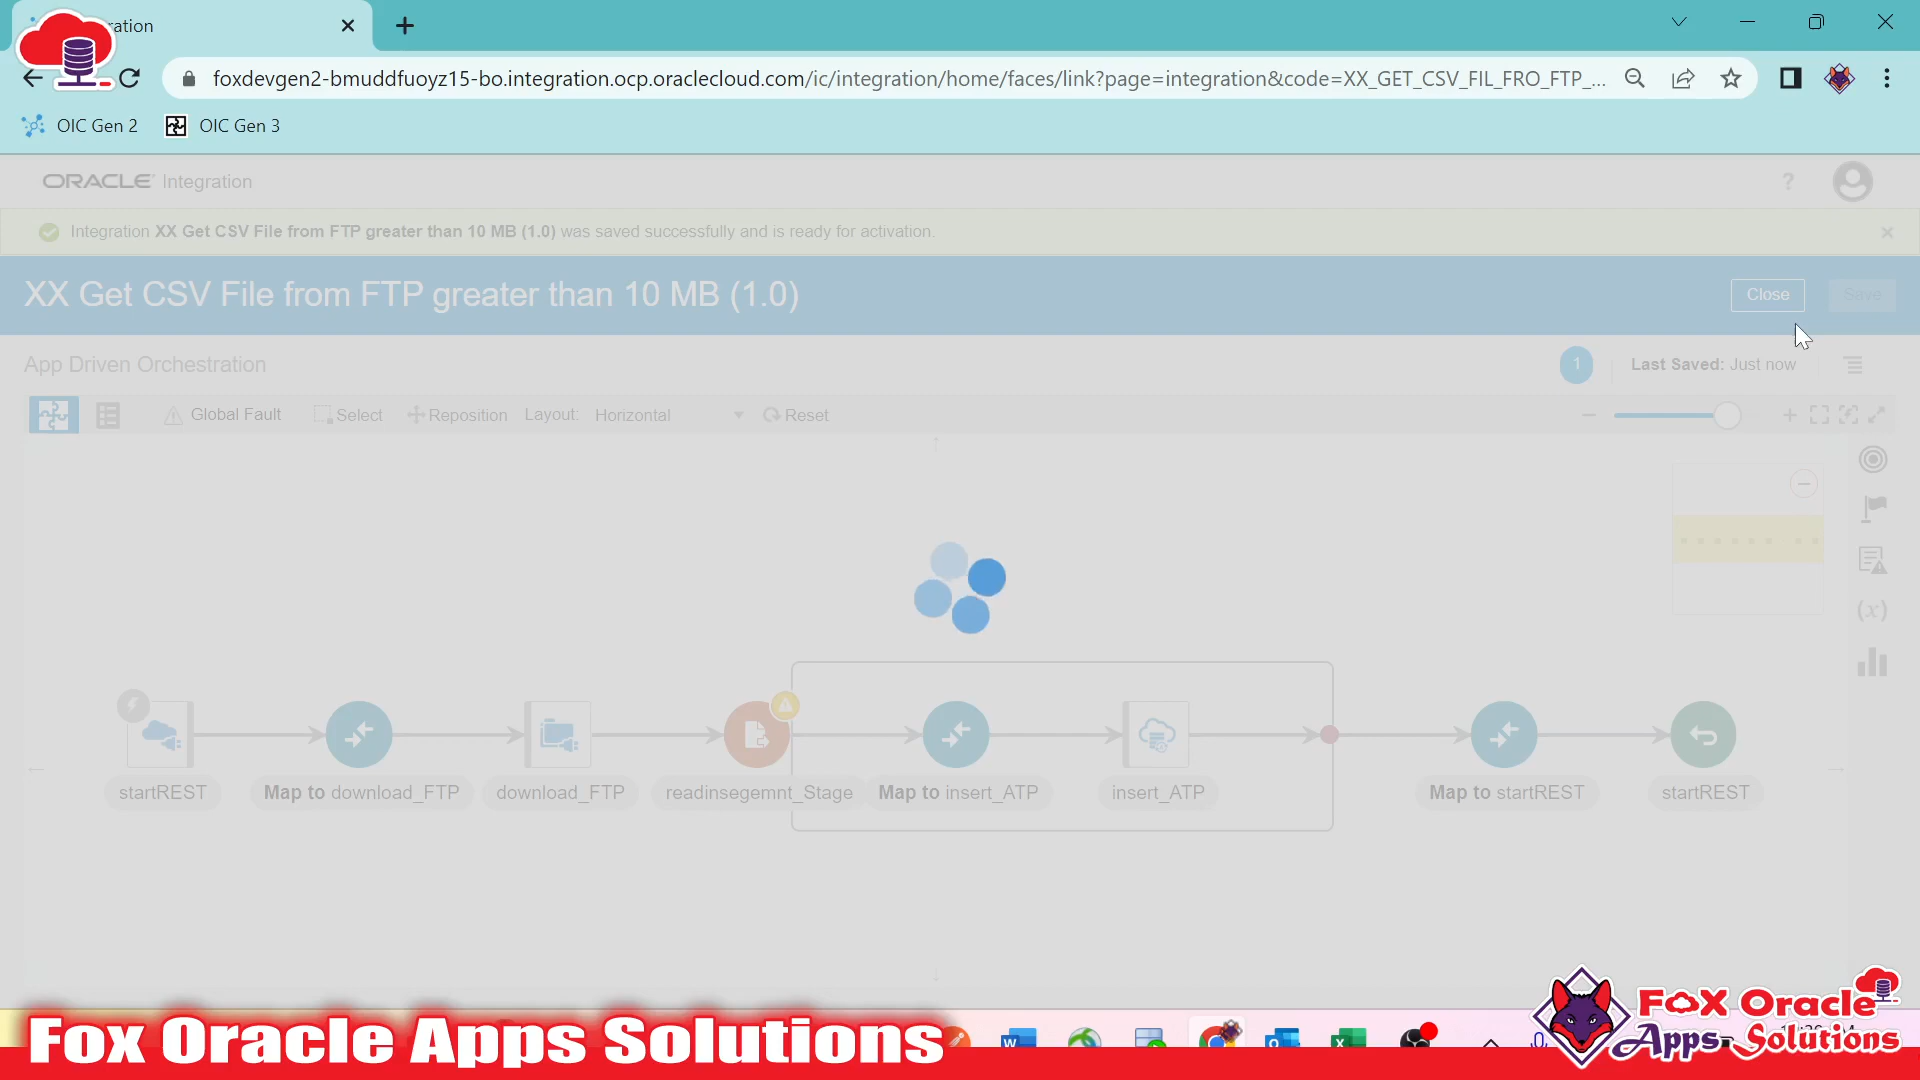 ration
foxdevgen2-bmuddfuoyz15-bo.integration.ocp.oraclecloud.com/ic/integration/home/faces/link?page=integration&code=XX_GET_CSV_FIL_FRO_FTP_...
OIC Gen 2 OIC Gen 3
ORACLE Integration ?
Integration XX Get CSV File from FTP greater than 10 MB (1.0) was saved successfully and is ready for activation.
XX Get CSV File from FTP greater than 10 MB (1.0) Close Save
App Driven Orchestration 1 Last Saved: Just now
Global Fault Select Reposition Layout: Horizontal Reset
(x)
startREST Map to download_FTP download_FTP readinsegemnt_Stage Map to insert_ATP insert_ATP Map to startREST startREST
Fox Oracle Apps Solutions
FoX Oracle
Apps Solutions